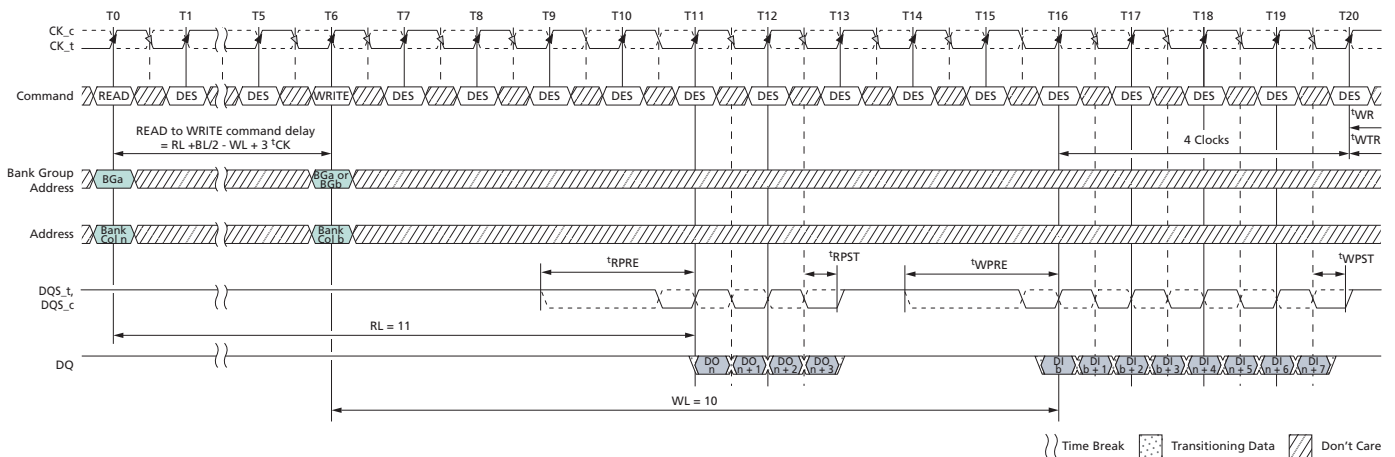 T0 T1 T5 T6 T7 T8 T9 T10 T11 T12 T13 T14 T15 T16 T17 T18 T19 T20
CK_c
CK_t
Command READ DES DES WRITE DES DES DES DES DES DES DES DES DES DES DES DES DES DES
tWR
READ to WRITE command delay
= RL +BL/2 - WL + 3 tCK
4 Clocks
tWTR
Bank Group
Address
BGa
BGa or
BGb
Address
Bank
Col n
Bank
Col b
tRPRE
tRPST
tWPRE
tWPST
DQS_t,
DQS_c
RL = 11
DQ
DO
n
DO
n + 1
DO
n + 2
DO
n + 3
DI
b
DI
b + 1
DI
b + 2
DI
b + 3
DI
n + 4
DI
n + 5
DI
n + 6
DI
n + 7
WL = 10
Time Break
Transitioning Data
Don't Care